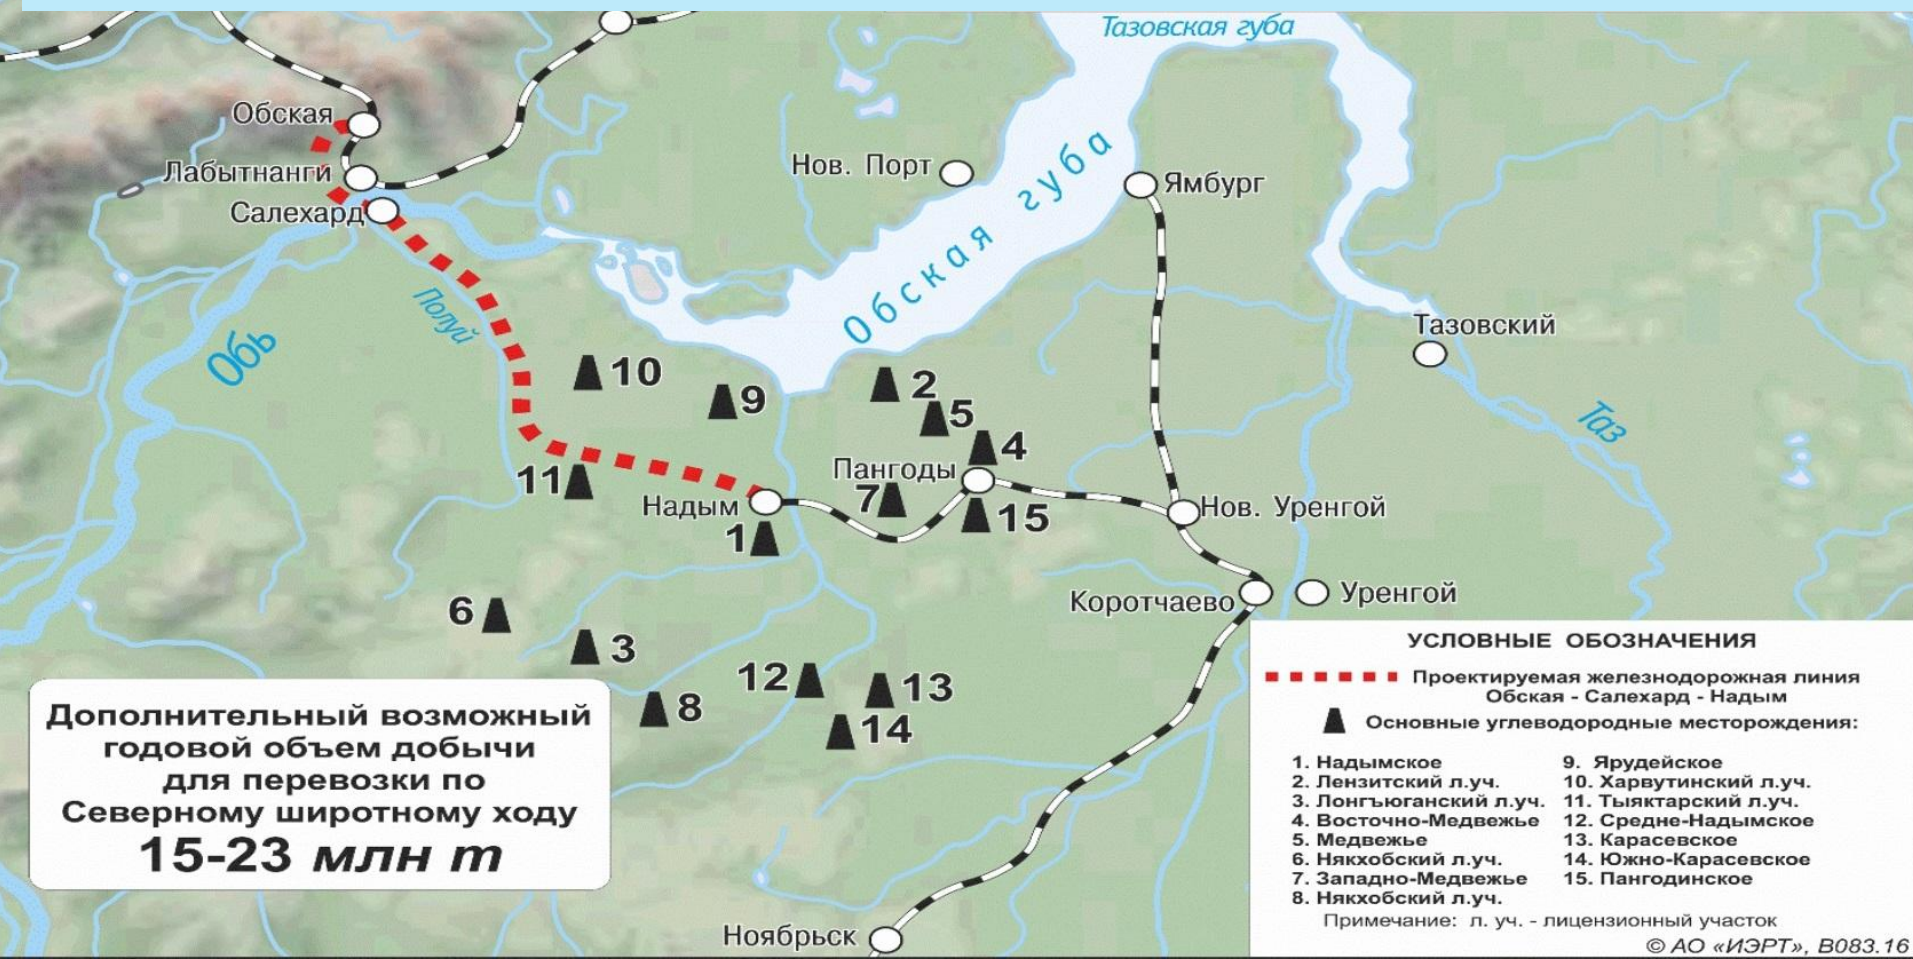 Тазовская губа
Обская
Лабытнанги
Салехард
Нов. Порт
Обская губа
Ямбург
Полуй
Обь
Тазовский
Таз
10
9
2
5
4
11
Пангоды
7
15
Надым
1
Нов. Уренгой
Коротчаево
Уренгой
6
3
12
13
8
14
Ноябрьск
Дополнительный возможный
годовой объем добычи
для перевозки по
Северному широтному ходу
15-23 млн т
УСЛОВНЫЕ ОБОЗНАЧЕНИЯ
Проектируемая железнодорожная линия
Обская - Салехард - Надым
Основные углеводородные месторождения:
1. Надымское
2. Лензитский л.уч.
3. Лонгъюганский л.уч.
4. Восточно-Медвежье
5. Медвежье
6. Някхобский л.уч.
7. Западно-Медвежье
8. Някхобский л.уч.
9. Ярудейское
10. Харвутинский л.уч.
11. Тыяктарский л.уч.
12. Средне-Надымское
13. Карасевское
14. Южно-Карасевское
15. Пангодинское
Примечание: л. уч. - лицензионный участок
© АО «ИЭРТ», В083.16